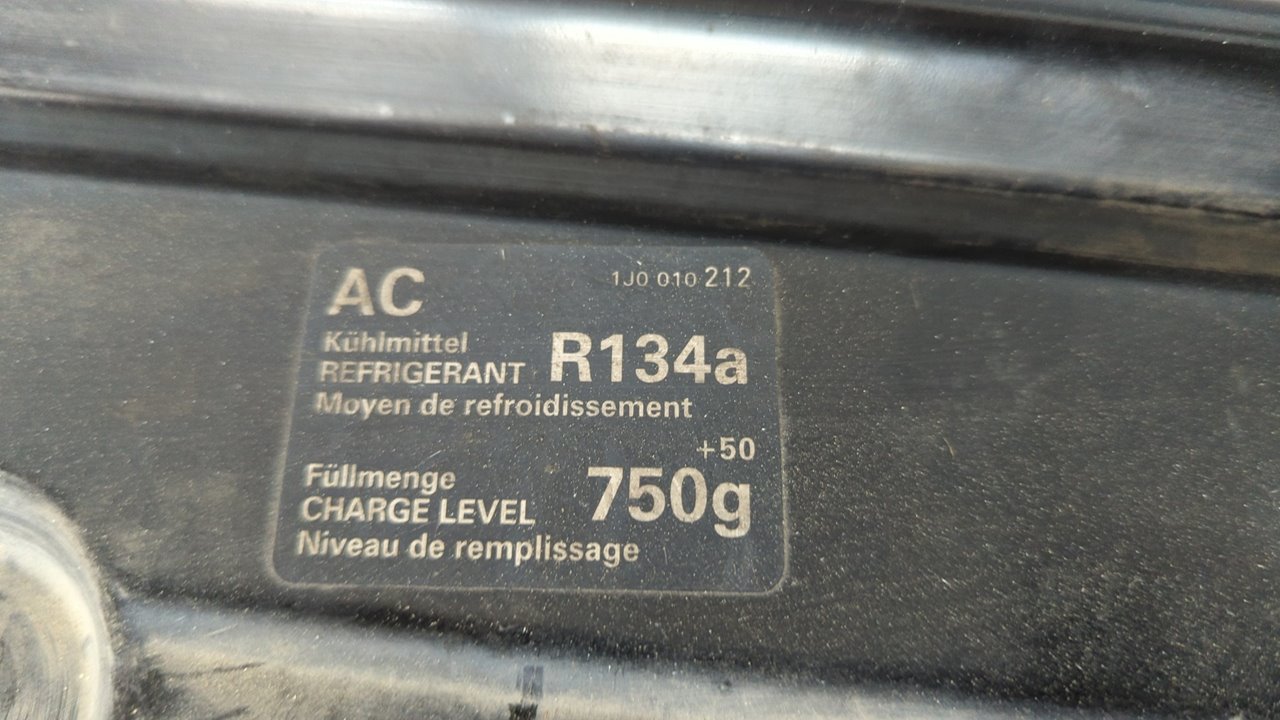 AC 1J0 010 212
Kühlmittel
REFRIGERANT R134a
Moyen de refroidissement
+50
Füllmenge
CHARGE LEVEL 750g
Niveau de remplissage